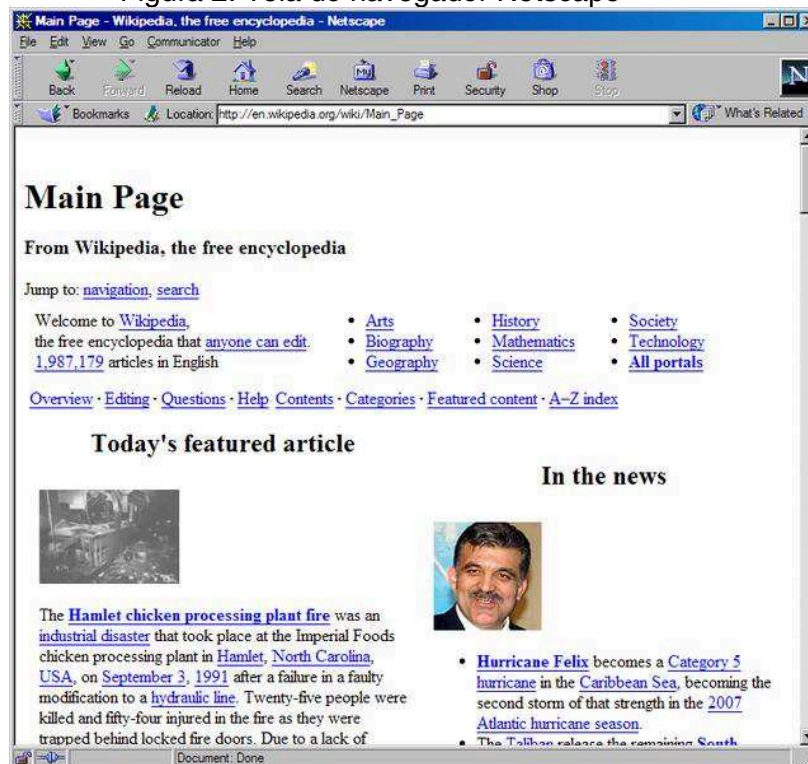 Figura 2: Tela do navegador Netscape
Main Page - Wikipedia, the free encyclopedia - Netscape
File Edit View Go Communicator Help
Back Forward Reload Home Search Netscape Print Security Shop Stop
My
N
Bookmarks Location: http://en.wikipedia.org/wiki/Main_Page What's Related
Main Page
From Wikipedia, the free encyclopedia
Jump to: navigation, search
Welcome to Wikipedia,
the free encyclopedia that anyone can edit.
1,987,179 articles in English
• Arts
• Biography
• Geography
• History
• Mathematics
• Science
• Society
• Technology
• All portals
Overview · Editing · Questions · Help Contents · Categories · Featured content · A–Z index
Today's featured article
The Hamlet chicken processing plant fire was an
industrial disaster that took place at the Imperial Foods
chicken processing plant in Hamlet, North Carolina,
USA, on September 3, 1991 after a failure in a faulty
modification to a hydraulic line. Twenty-five people were
killed and fifty-four injured in the fire as they were
trapped behind locked fire doors. Due to a lack of
In the news
• Hurricane Felix becomes a Category 5
hurricane in the Caribbean Sea, becoming the
second storm of that strength in the 2007
Atlantic hurricane season.
• The Taliban release the remaining South
Document: Done